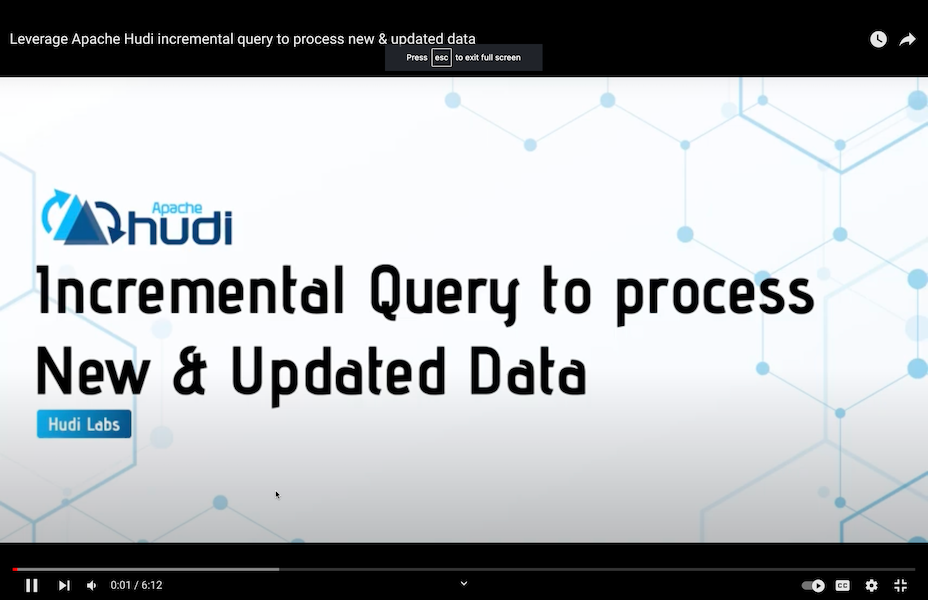 Leverage Apache Hudi incremental query to process new & updated data
Press esc to exit full screen
Apache
hudi
Incremental Query to process
New & Updated Data
Hudi Labs
0:01 / 6:12
CC